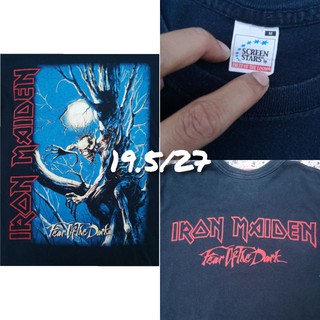 IRON MAIDEN
Fear Of The Dark
M
SCREEN
STARS
19.5/27
IRON MAIDEN
Fear Of The Dark